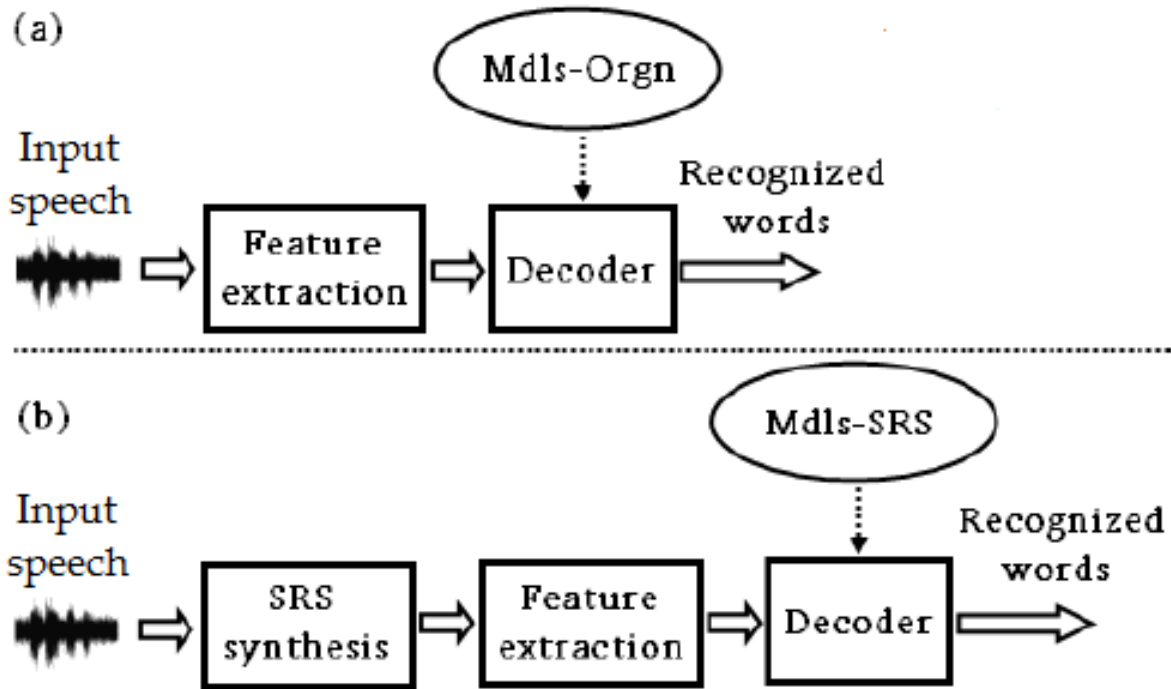 (a)
Mdls-Orgn
Input
speech
Recognized
words
Feature
extraction
Decoder
(b)
Mdls-SRS
Input
speech
Recognized
words
SRS
synthesis
Feature
extraction
Decoder